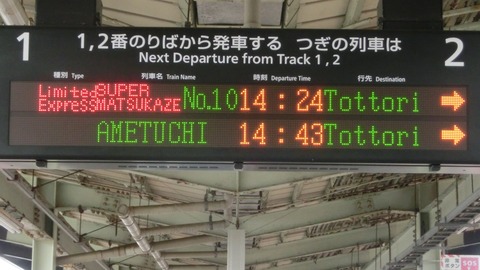 1 1,2番のりばから発車する つぎの列車は 2
Next Departure from Track 1,2
種別 Type 列車名 Train Name 時刻 Departure Time 行先 Destination
Limited Express SUPER MATSUKAZE No.10 14:24 Tottori →
AMETUCHI 14:43 Tottori →
SOS